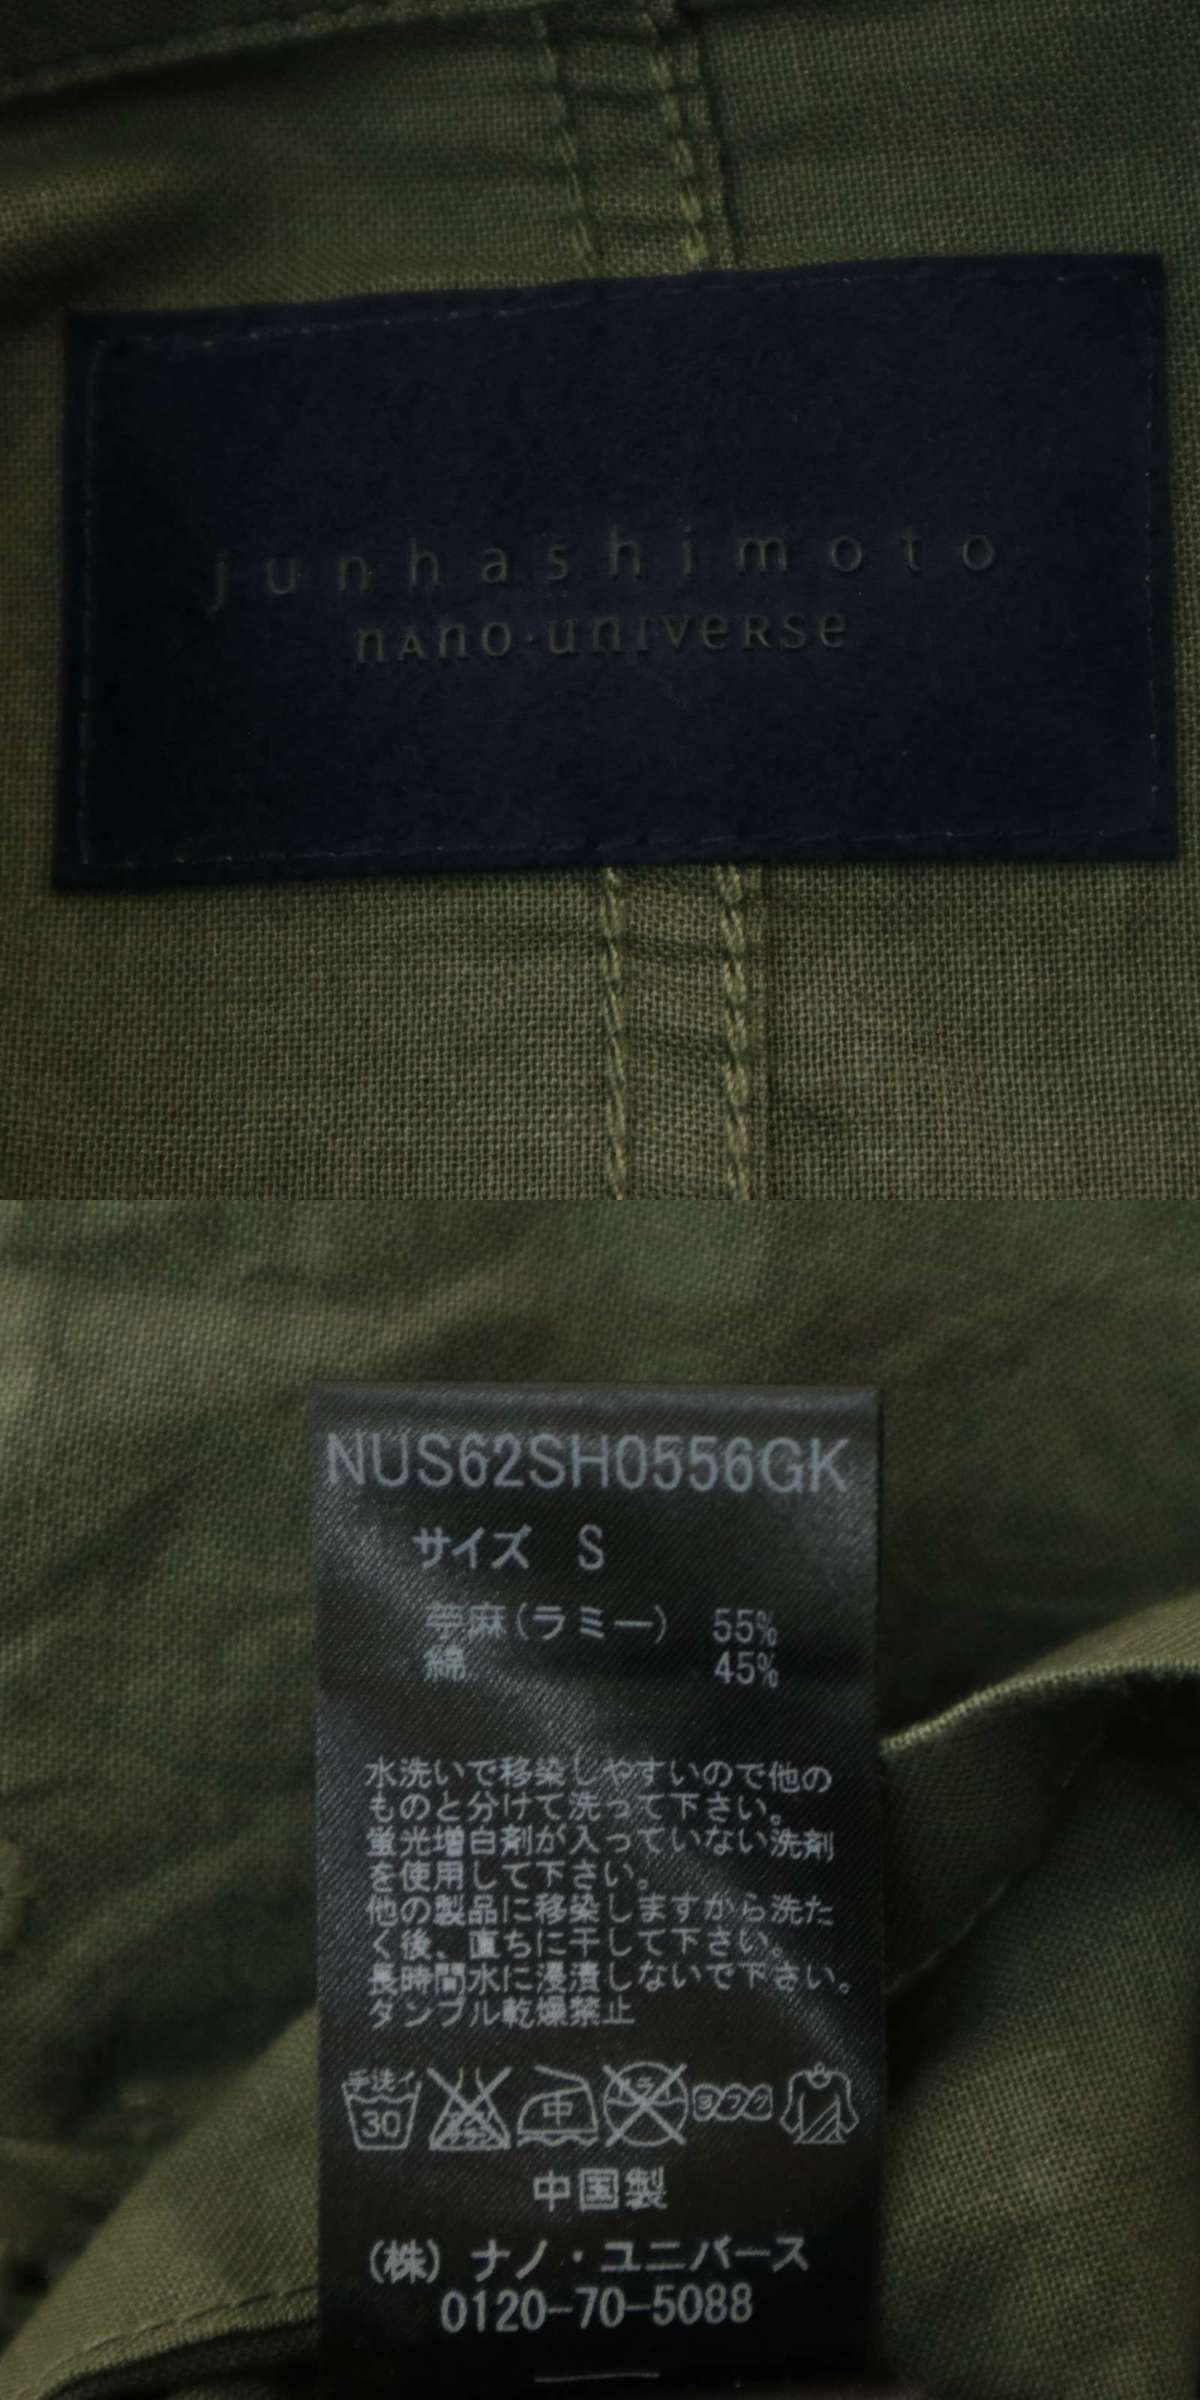 junhashimoto
nano·universe
NUS62SH0556GK
サイズ S
苧麻(ラミー) 55%
綿 45%
水洗いで移染しやすいので他の
ものと分けて洗って下さい。
蛍光増白剤が入っていない洗剤
を使用して下さい。
他の製品に移染しますから洗た
く後、直ちに干して下さい。
長時間水に浸漬しないで下さい。
タンブル乾燥禁止
手洗イ
30
中
ドライ
ヨワク
中国製
(株) ナノ・ユニバース
0120-70-5088